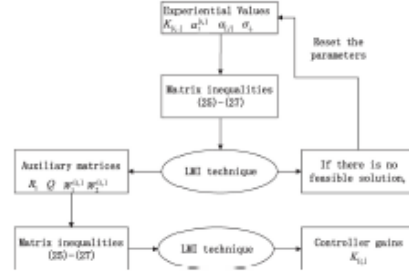 Experiential Values
Reset the
parameters
Matrix inequalities
(25)-(27)
Auxiliary matrices
LMI technique
If there is no
feasible solution,
Matrix inequalities
(25)-(27)
LMI technique
Controller gains